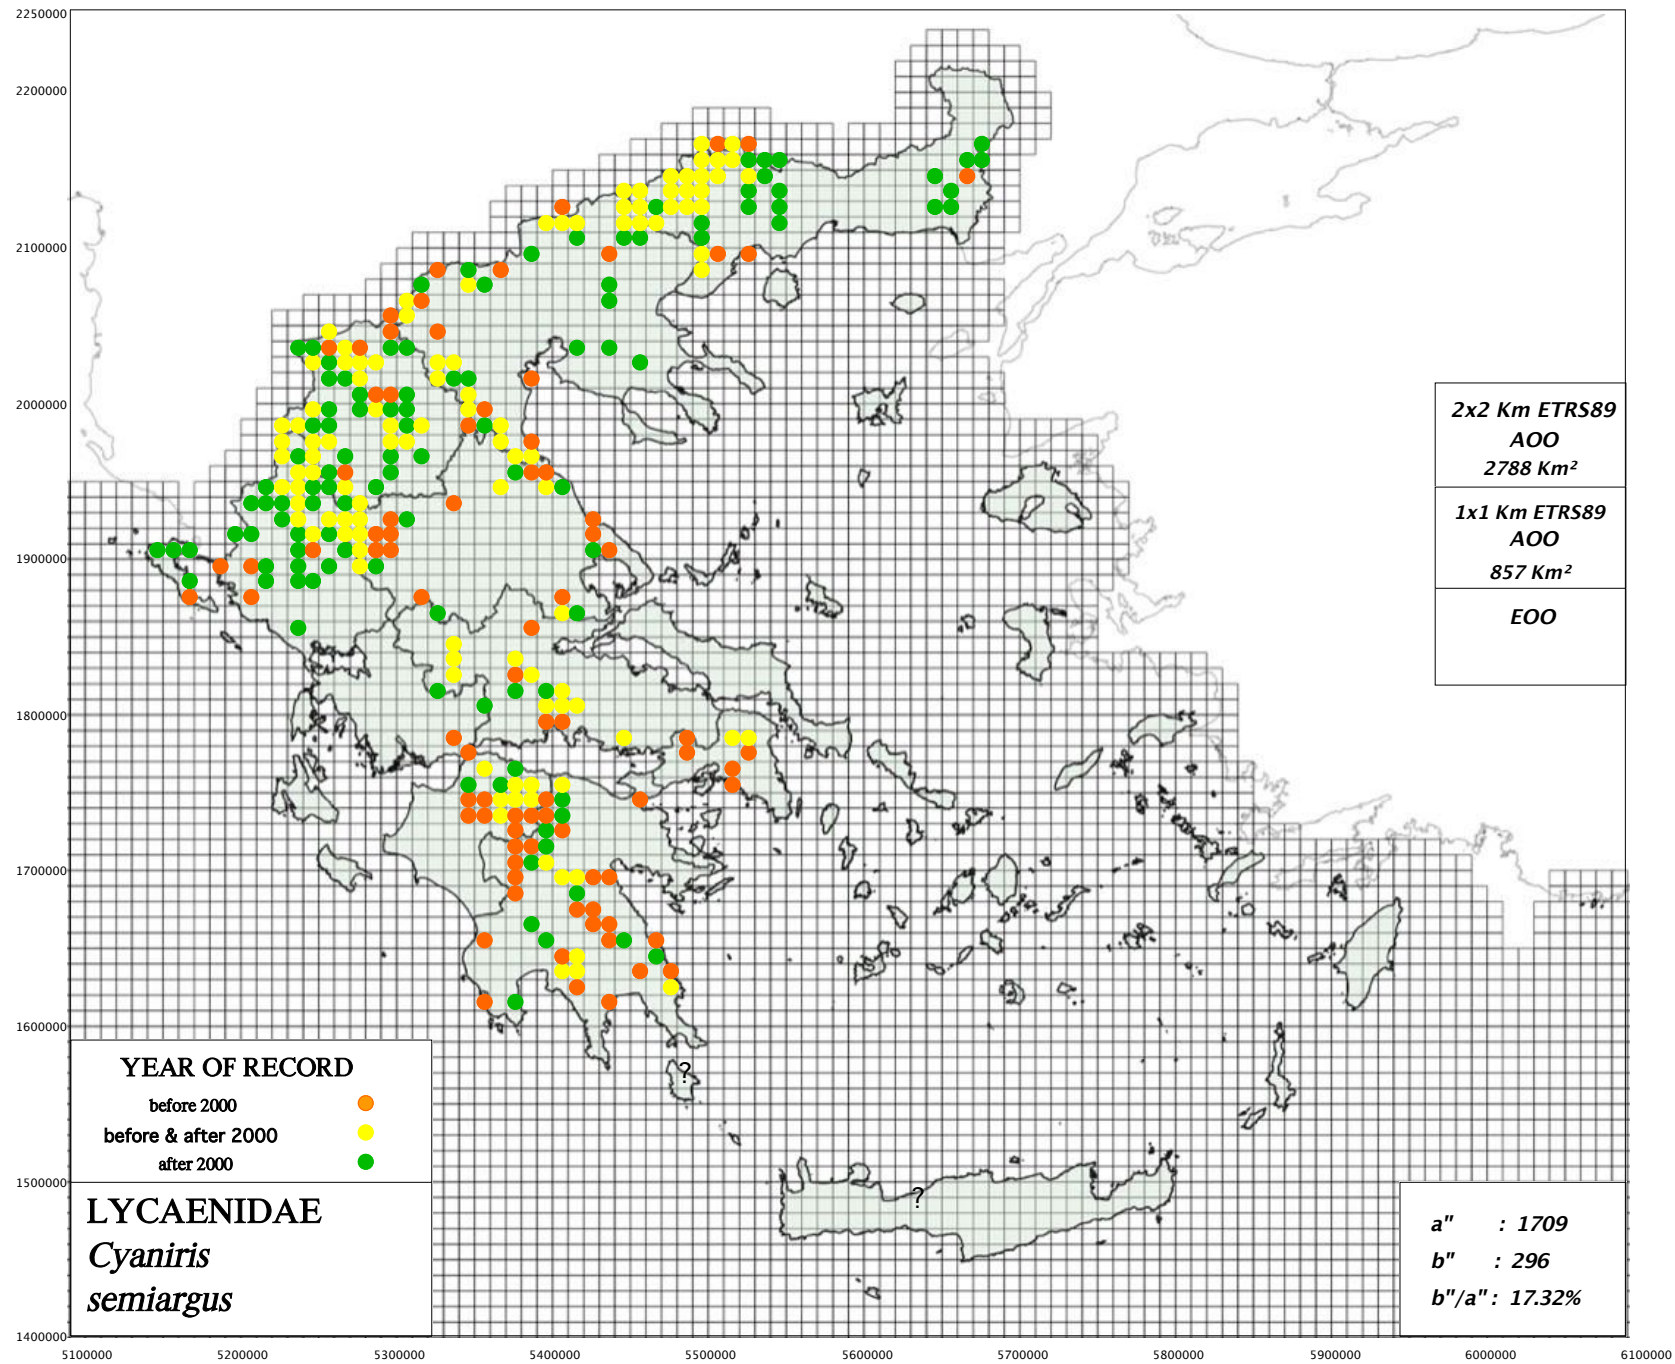 2250000
2200000
2100000
2000000
1900000
1800000
1700000
1600000
1500000
1400000
2x2 Km ETRS89
AOO
2788 Km²
1x1 Km ETRS89
AOO
857 Km²
EOO
?
?
YEAR OF RECORD
before 2000
before & after 2000
after 2000
LYCAENIDAE
Cyaniris
semiargus
a" : 1709
b" : 296
b"/a" : 17.32%
5100000 5200000 5300000 5400000 5500000 5600000 5700000 5800000 5900000 6000000 6100000